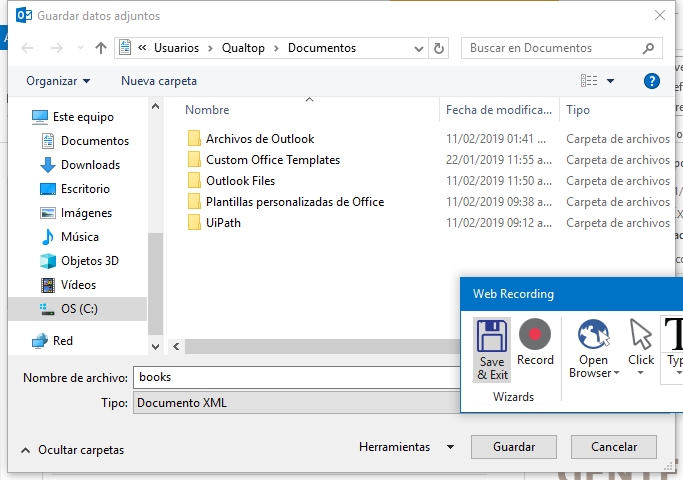 Guardar datos adjuntos
« Usuarios > Qualtop > Documentos
Buscar en Documentos
Organizar
Nueva carpeta
?
Este equipo
Documentos
Downloads
Escritorio
Imágenes
Música
Objetos 3D
Vídeos
OS (C:)
Red
Nombre Fecha de modifica... Tipo
Archivos de Outlook 11/02/2019 01:41 ... Carpeta de archivos
Custom Office Templates 22/01/2019 11:55 a... Carpeta de archivos
Outlook Files 11/02/2019 11:50 a... Carpeta de archivos
Plantillas personalizadas de Office 11/02/2019 09:38 a... Carpeta de archivos
UiPath 11/02/2019 09:12 a... Carpeta de archivos
Web Recording
Save & Exit
Record
Open Browser
Click
Wizards
Nombre de archivo: books
Tipo: Documento XML
Ocultar carpetas
Herramientas
Guardar
Cancelar